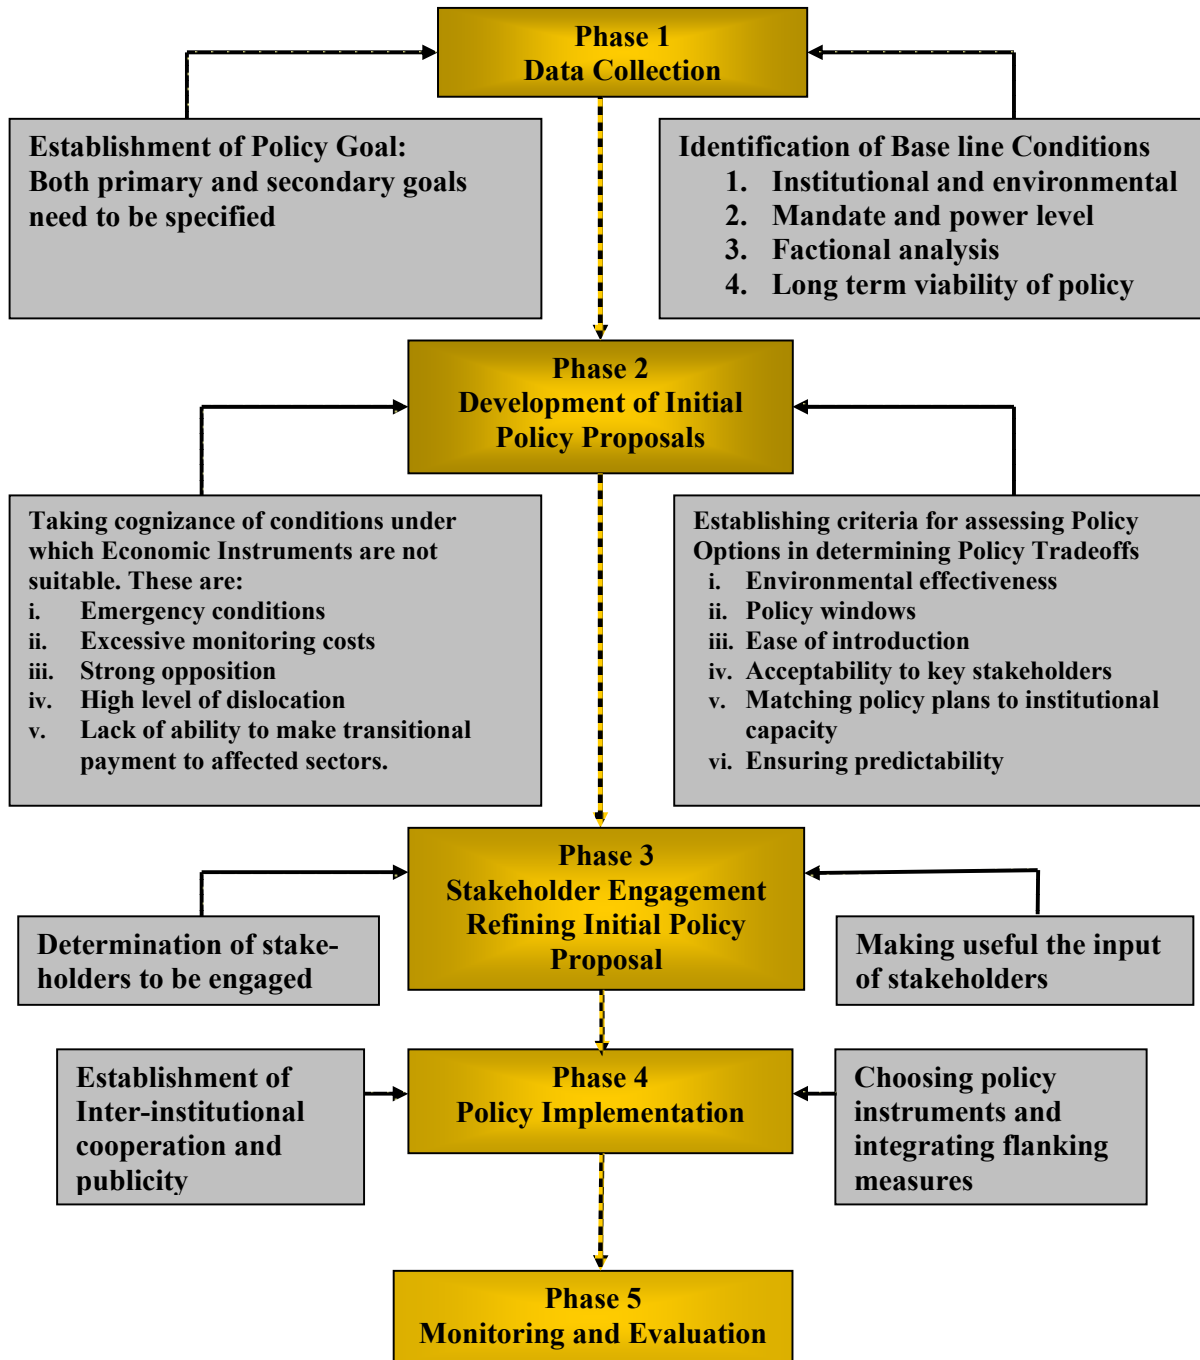 Phase 1
Data Collection
Establishment of Policy Goal:
Both primary and secondary goals
need to be specified
Identification of Base line Conditions
1. Institutional and environmental
2. Mandate and power level
3. Factional analysis
4. Long term viability of policy
Phase 2
Development of Initial
Policy Proposals
Taking cognizance of conditions under
which Economic Instruments are not
suitable. These are:
i. Emergency conditions
ii. Excessive monitoring costs
iii. Strong opposition
iv. High level of dislocation
v. Lack of ability to make transitional
payment to affected sectors.
Establishing criteria for assessing Policy
Options in determining Policy Tradeoffs
i. Environmental effectiveness
ii. Policy windows
iii. Ease of introduction
iv. Acceptability to key stakeholders
v. Matching policy plans to institutional
capacity
vi. Ensuring predictability
Phase 3
Stakeholder Engagement
Refining Initial Policy
Proposal
Determination of stake-
holders to be engaged
Making useful the input
of stakeholders
Phase 4
Policy Implementation
Establishment of
Inter-institutional
cooperation and
publicity
Choosing policy
instruments and
integrating flanking
measures
Phase 5
Monitoring and Evaluation